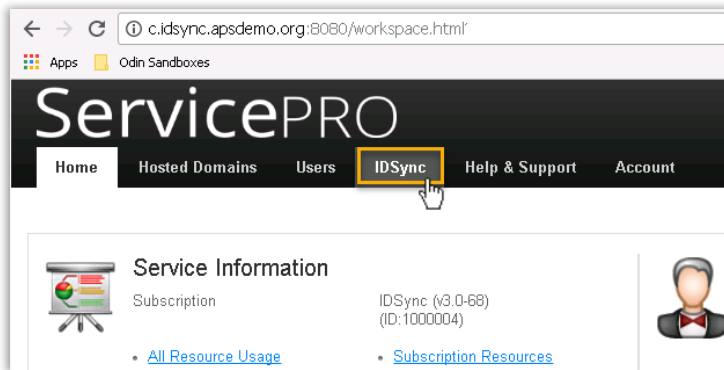 c.idsync.apsdemo.org:8080/workspace.html
Apps Odin Sandboxes
ServicePRO
Home Hosted Domains Users IDSync Help & Support Account
Service Information
Subscription IDSync (v3.0-68)
(ID:1000004)
All Resource Usage Subscription Resources